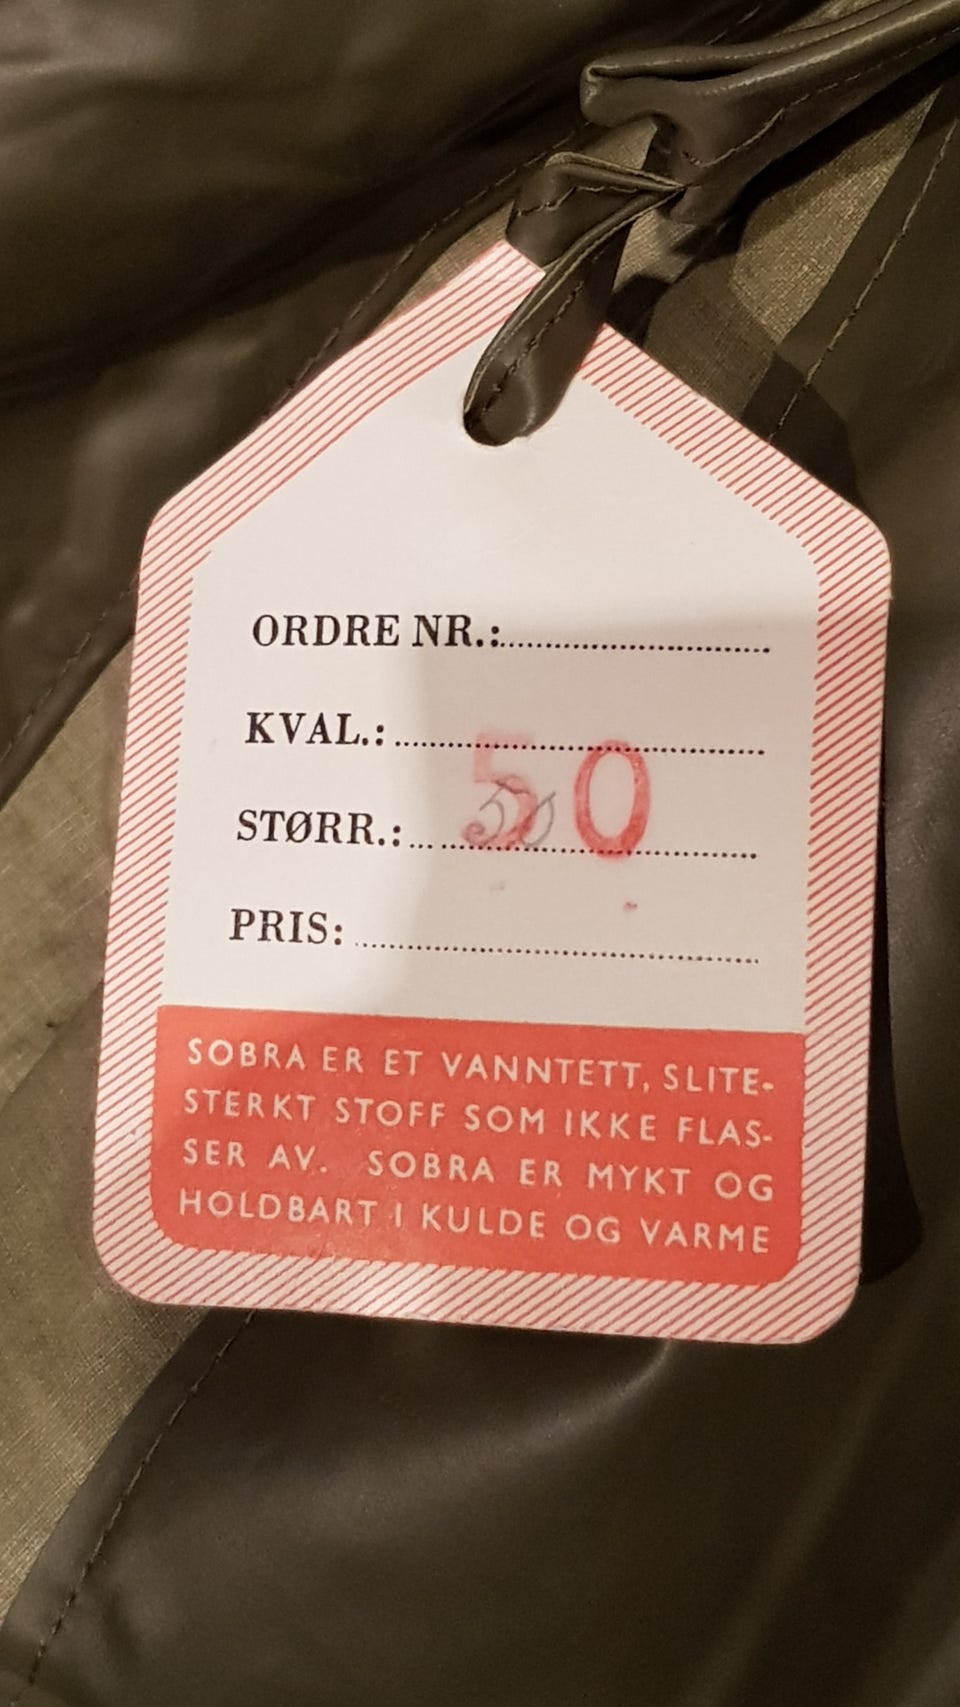 ORDRE NR.:
KVAL.:
STØRR.: 50 50
PRIS:
SOBRA ER ET VANNTETT, SLITE-
STERKT STOFF SOM IKKE FLAS-
SER AV. SOBRA ER MYKT OG
HOLDBART I KULDE OG VARME